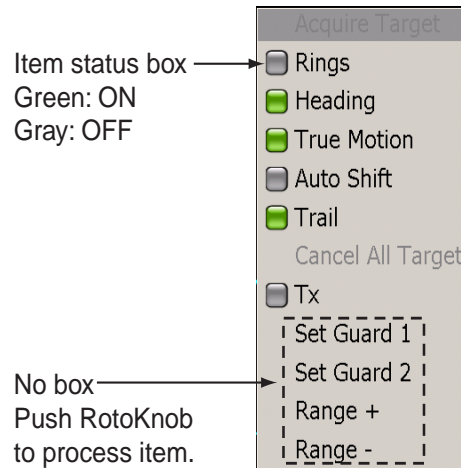 Acquire Target
Item status box
Green: ON
Gray: OFF
Rings
Heading
True Motion
Auto Shift
Trail
Cancel All Target
Tx
Set Guard 1
Set Guard 2
Range +
Range -
No box
Push RotoKnob
to process item.